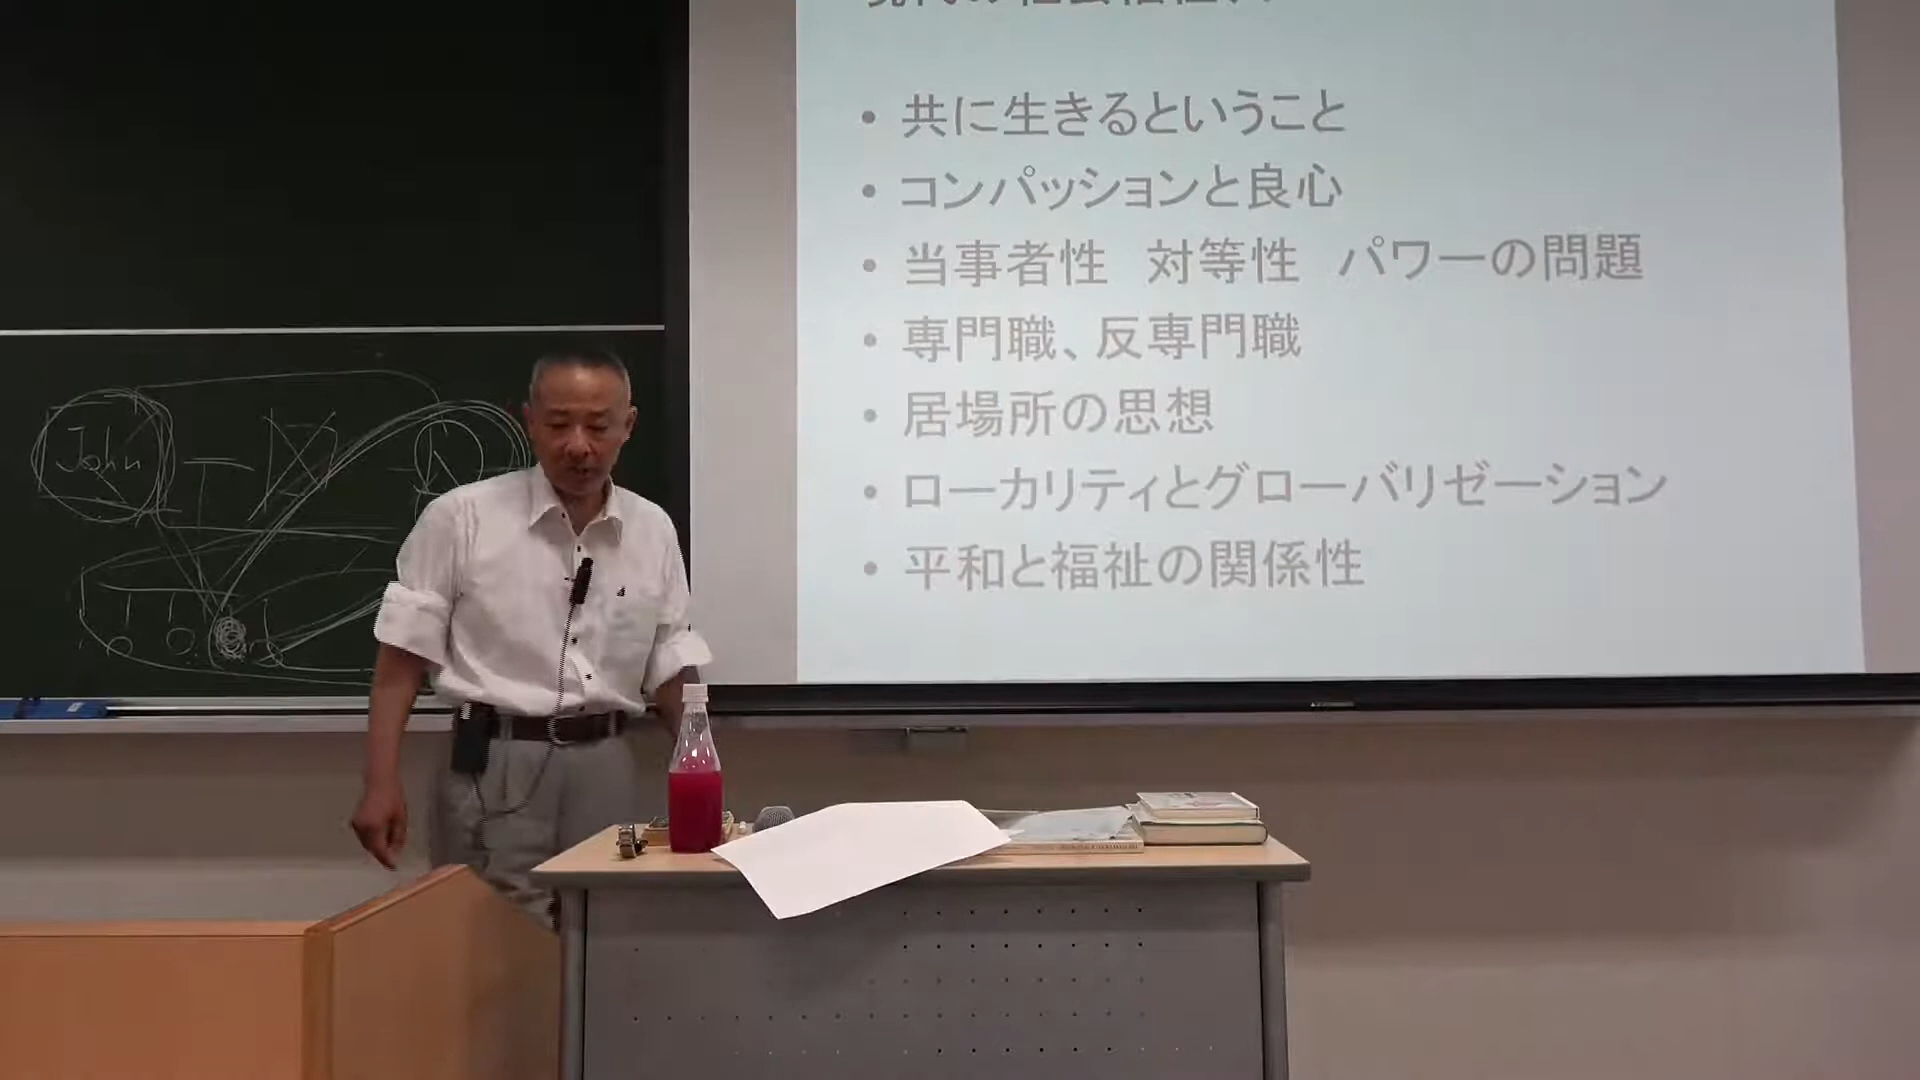 共に生きるということ
コンパッションと良心
当事者性 対等性 パワーの問題
専門職、反専門職
居場所の思想
ローカリティとグローバリゼーション
平和と福祉の関係性
John